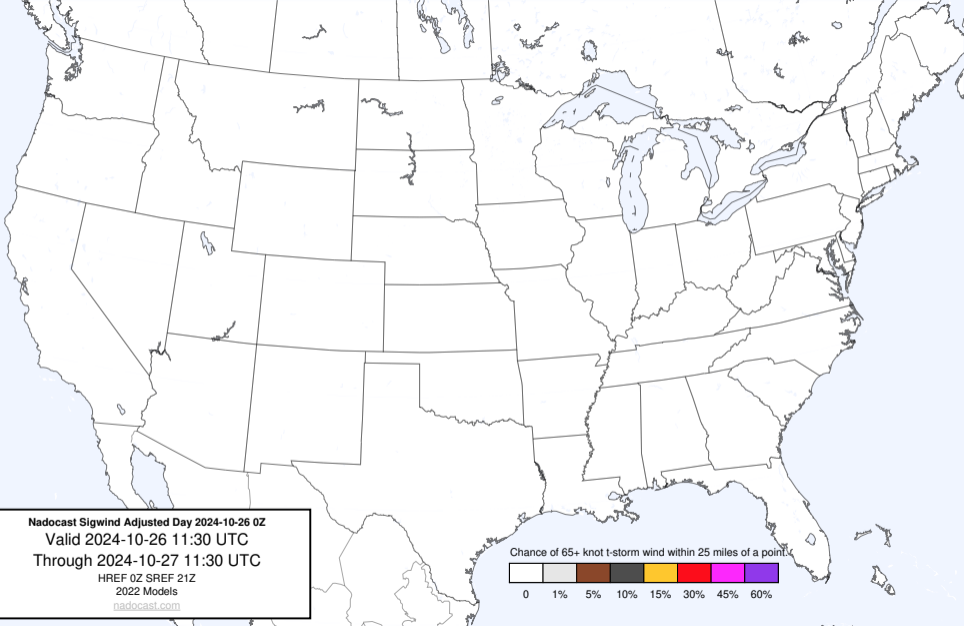 Nadocast Sigwind Adjusted Day 2024-10-26 0Z
Valid 2024-10-26 11:30 UTC
Through 2024-10-27 11:30 UTC
HREF 0Z SREF 21Z
2022 Models
nadocast.com
Chance of 65+ knot t-storm wind within 25 miles of a point.
0 1% 5% 10% 15% 30% 45% 60%